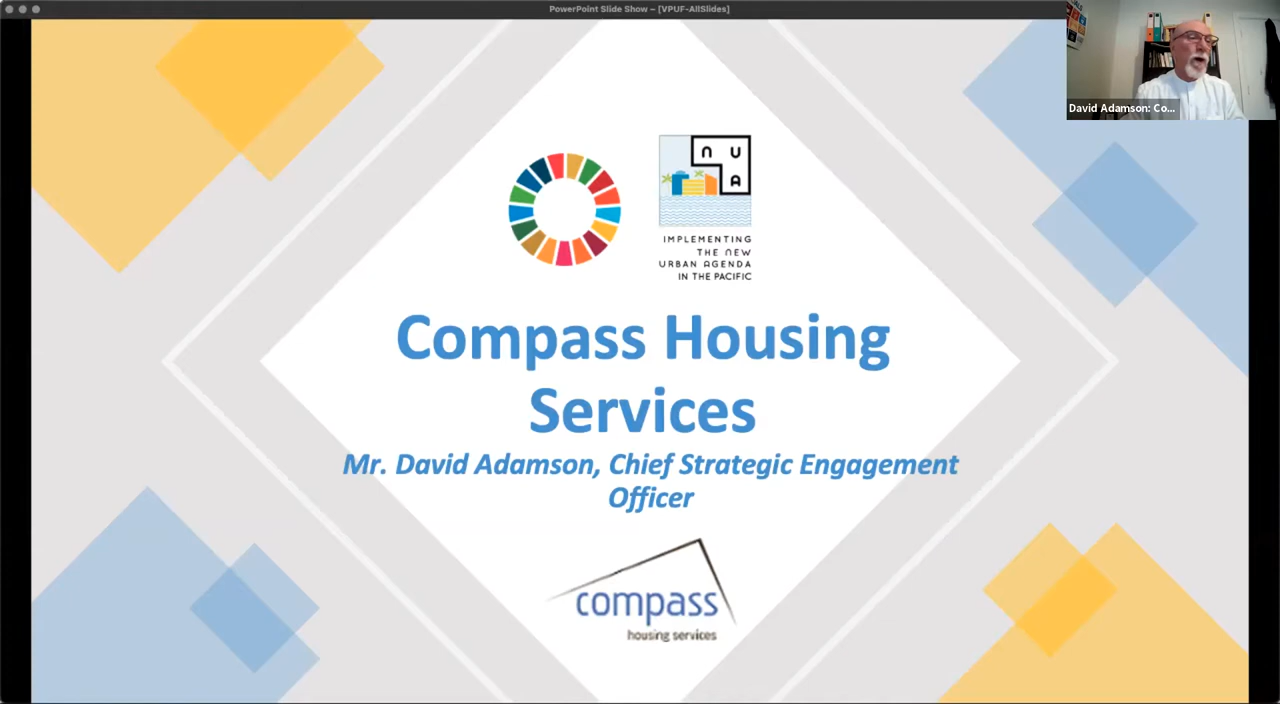 PowerPoint Slide Show – [VPUF-AllSlides]
David Adamson: Co...
N U
A
IMPLEMENTING
THE NEW
URBAN AGENDA
IN THE PACIFIC
Compass Housing
Services
Mr. David Adamson, Chief Strategic Engagement
Officer
compass
housing services